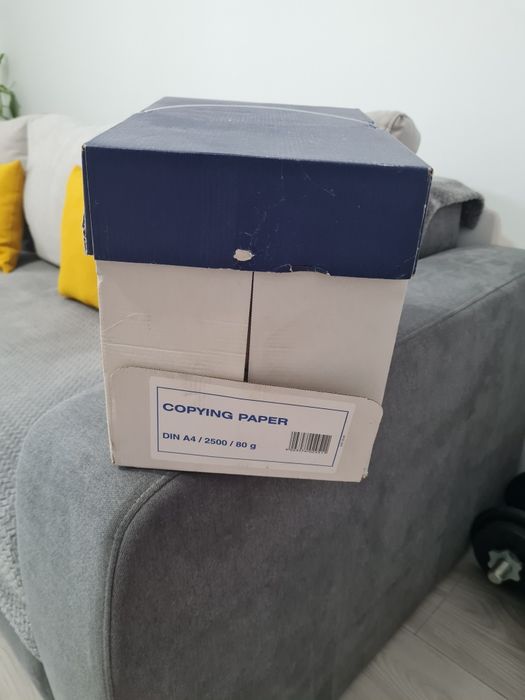 COPYING PAPER
DIN A4 / 2500 / 80 g